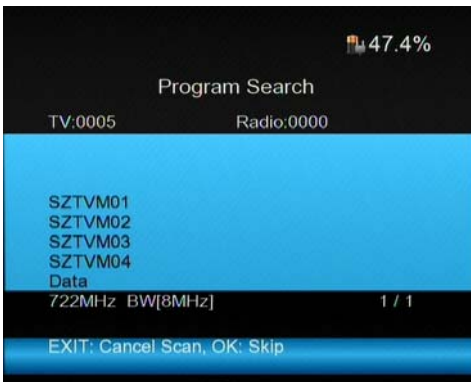 47.4%
Program Search
TV:0005 Radio:0000
SZTVM01
SZTVM02
SZTVM03
SZTVM04
Data
722MHz BW[8MHz] 1 / 1
EXIT: Cancel Scan, OK: Skip